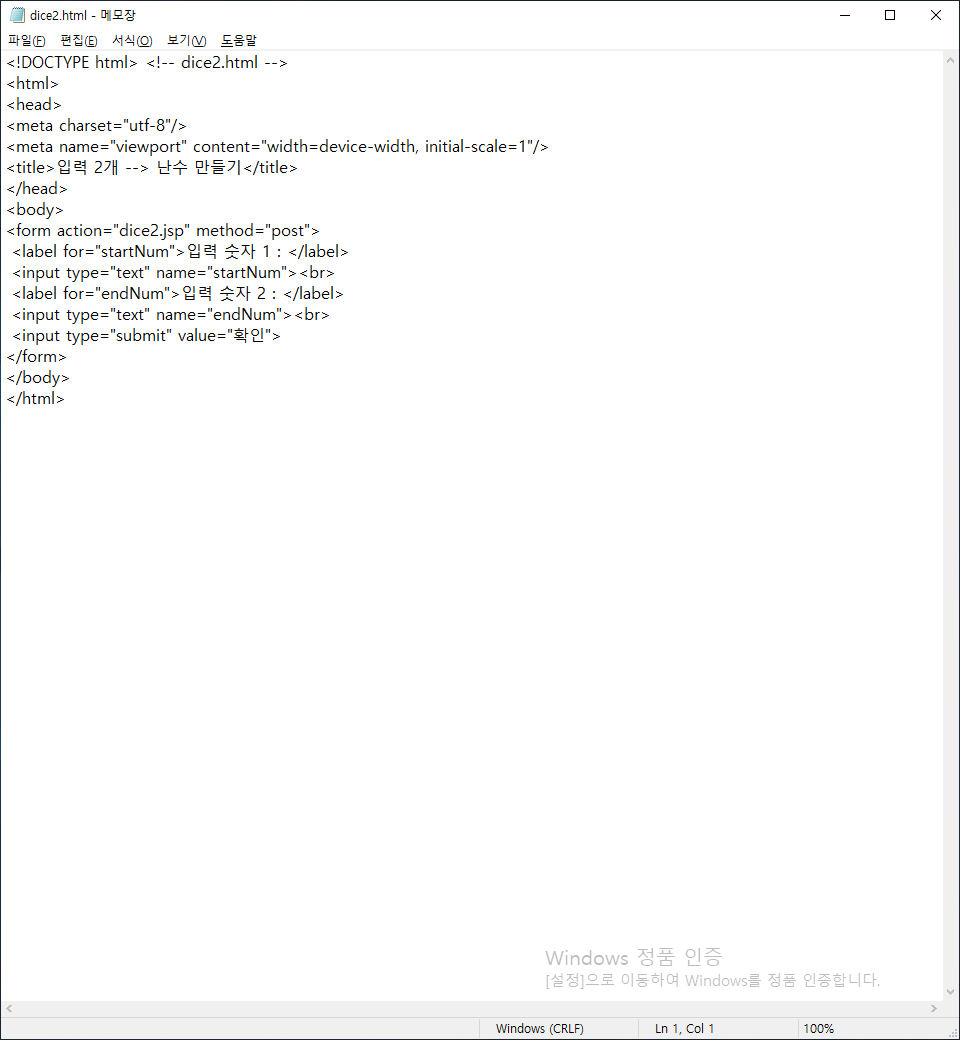 dice2.html - 메모장
파일(F) 편집(E) 서식(O) 보기(V) 도움말
<!DOCTYPE html> <!-- dice2.html -->
<html>
<head>
<meta charset="utf-8"/>
<meta name="viewport" content="width=device-width, initial-scale=1"/>
<title>입력 2개 --> 난수 만들기</title>
</head>
<body>
<form action="dice2.jsp" method="post">
 <label for="startNum">입력 숫자 1 : </label>
 <input type="text" name="startNum"><br>
 <label for="endNum">입력 숫자 2 : </label>
 <input type="text" name="endNum"><br>
 <input type="submit" value="확인">
</form>
</body>
</html>
Windows 정품 인증
[설정]으로 이동하여 Windows를 정품 인증합니다.
Windows (CRLF) Ln 1, Col 1 100%